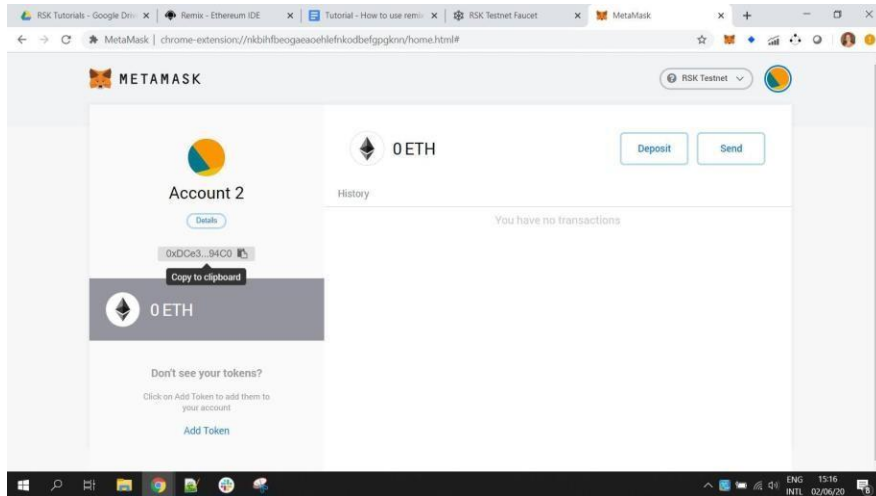 RSK Tutorials - Google Driv
Remix - Ethereum IDE
Tutorial - How to use remi
RSK Testnet Faucet
MetaMask
MetaMask | chrome-extension://nkbihfbeogaeaoehlefnkodbefgpgknn/home.html#
METAMASK
RSK Testnet
Account 2
Details
0xDCe3...94C0
Copy to clipboard
0 ETH
Don't see your tokens?
Click on Add Token to add them to
your account
Add Token
0 ETH
Deposit
Send
History
You have no transactions
ENG
INTL
15:16
02/06/20